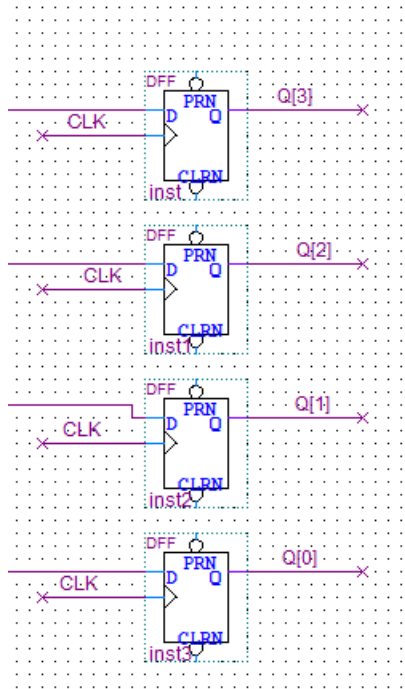 DFF
PRN
CLK
D
Q
Q[3]
CLRN
inst
DFF
PRN
CLK
D
Q
Q[2]
CLRN
inst1
DFF
PRN
CLK
D
Q
Q[1]
CLRN
inst2
DFF
PRN
CLK
D
Q
Q[0]
CLRN
inst3